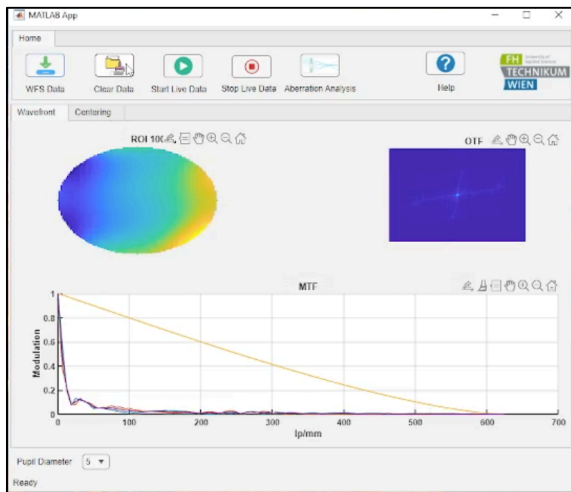 MATLAB App
Home
WFS Data
Clear Data
Start Live Data
Stop Live Data
Aberration Analysis
Help
FH
TECHNIKUM
WIEN
Wavefront
Centering
ROI 10
OTF
MTF
Modulation
1
0.8
0.6
0.4
0.2
0
0 100 200 300 400 500 600 700
lp/mm
Pupil Diameter 5
Ready